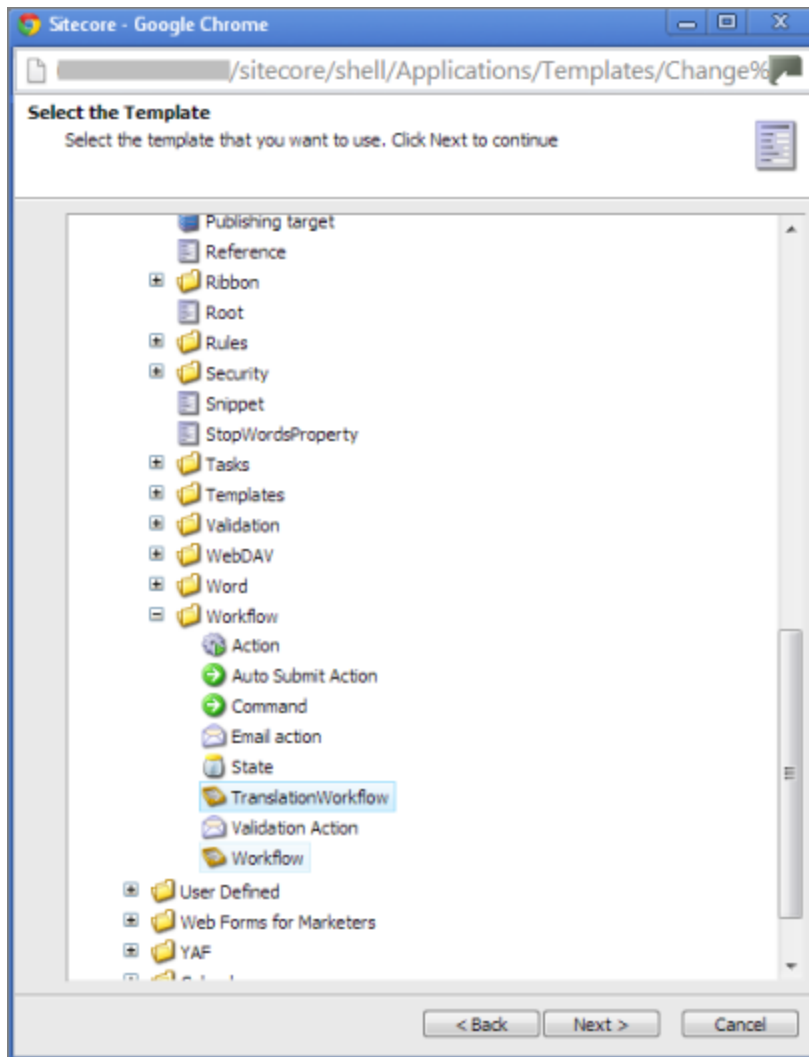 Sitecore - Google Chrome
/sitecore/shell/Applications/Templates/Change%
Select the Template
Select the template that you want to use. Click Next to continue
Publishing target
Reference
Ribbon
Root
Rules
Security
Snippet
StopWordsProperty
Tasks
Templates
Validation
WebDAV
Word
Workflow
Action
Auto Submit Action
Command
Email action
State
TranslationWorkflow
Validation Action
Workflow
User Defined
Web Forms for Marketers
YAF
< Back Next > Cancel